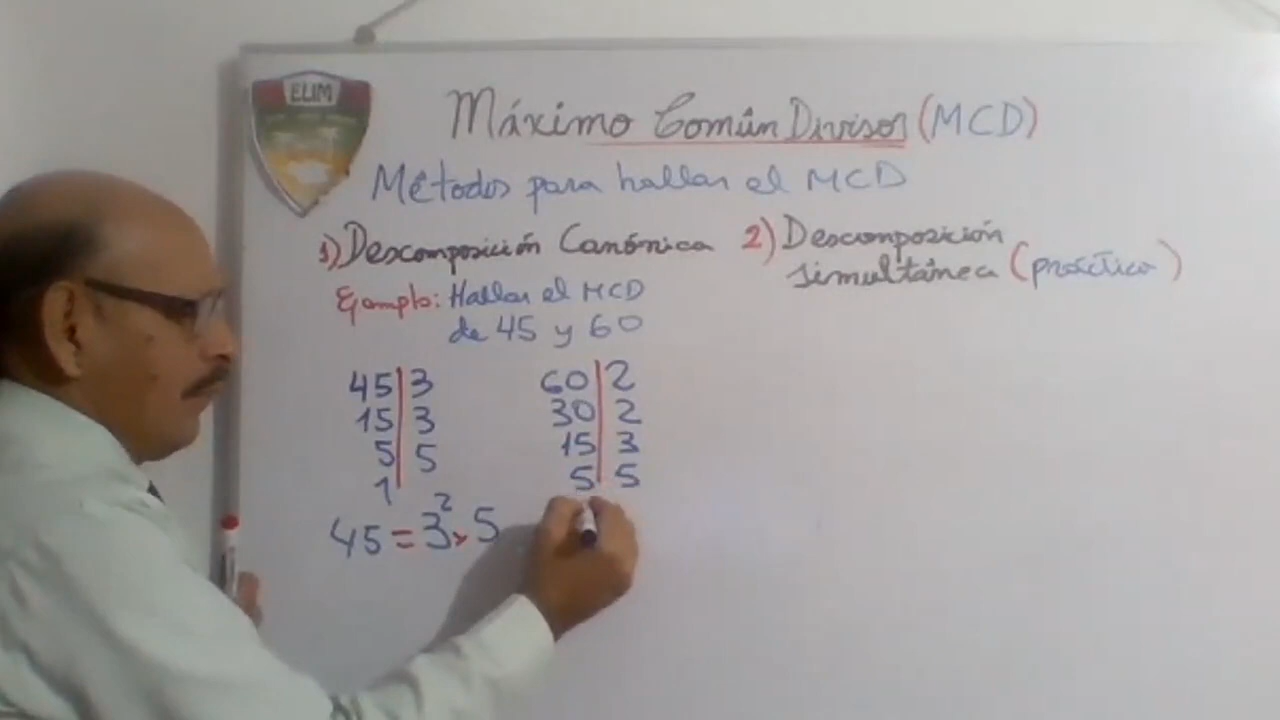 ELIM
Máximo Común Divisor (MCD)
Métodos para hallar el MCD
1) Descomposición Canónica
Ejemplo: Hallar el MCD
de 45 y 60
45 | 3
15 | 3
5 | 5
1
45 = 3² × 5
60 | 2
30 | 2
15 | 3
5 | 5
2) Descomposición
simultánea (práctico)